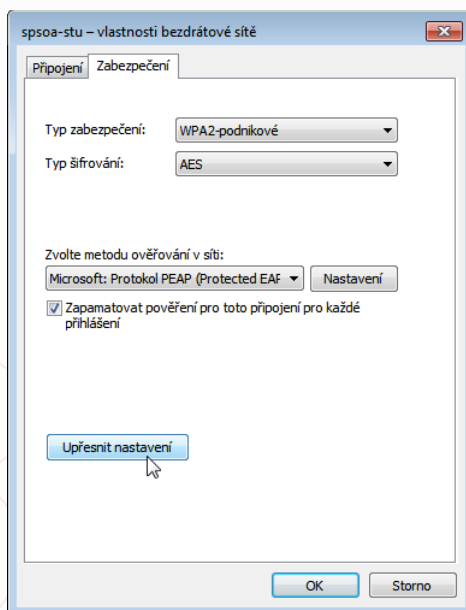 spsoa-stu – vlastnosti bezdrátové sítě
Připojení Zabezpečení
Typ zabezpečení: WPA2-podnikové
Typ šifrování: AES
Zvolte metodu ověřování v síti:
Microsoft: Protokol PEAP (Protected EAF Nastavení
Zapamatovat pověření pro toto připojení pro každé
přihlášení
Upřesnit nastavení
OK Storno